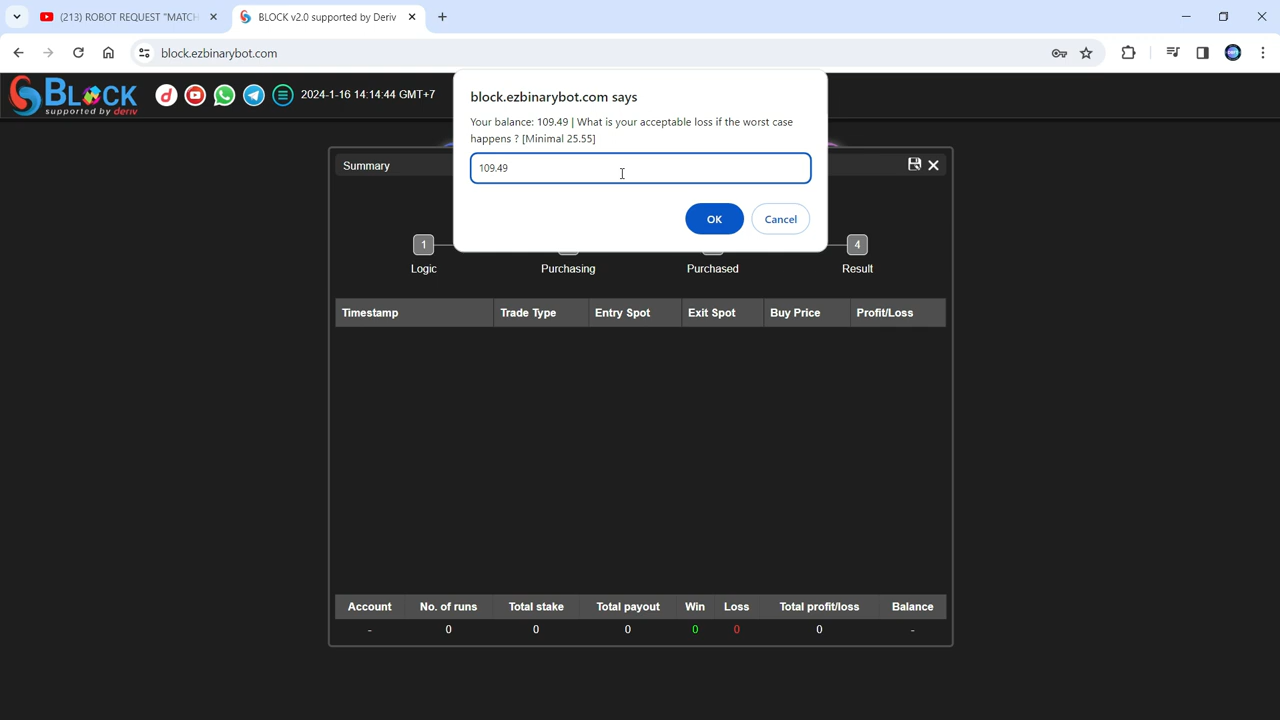 (213) ROBOT REQUEST "MATCH
BLOCK v2.0 supported by Deriv
block.ezbinarybot.com
BLOCK
supported by deriv
2024-1-16 14:14:44 GMT+7
block.ezbinarybot.com says
Your balance: 109.49 | What is your acceptable loss if the worst case
happens ? [Minimal 25.55]
109.49
OK Cancel
Summary
1 4
Logic Purchasing Purchased Result
Timestamp Trade Type Entry Spot Exit Spot Buy Price Profit/Loss
Account No. of runs Total stake Total payout Win Loss Total profit/loss Balance
- 0 0 0 0 0 0 -